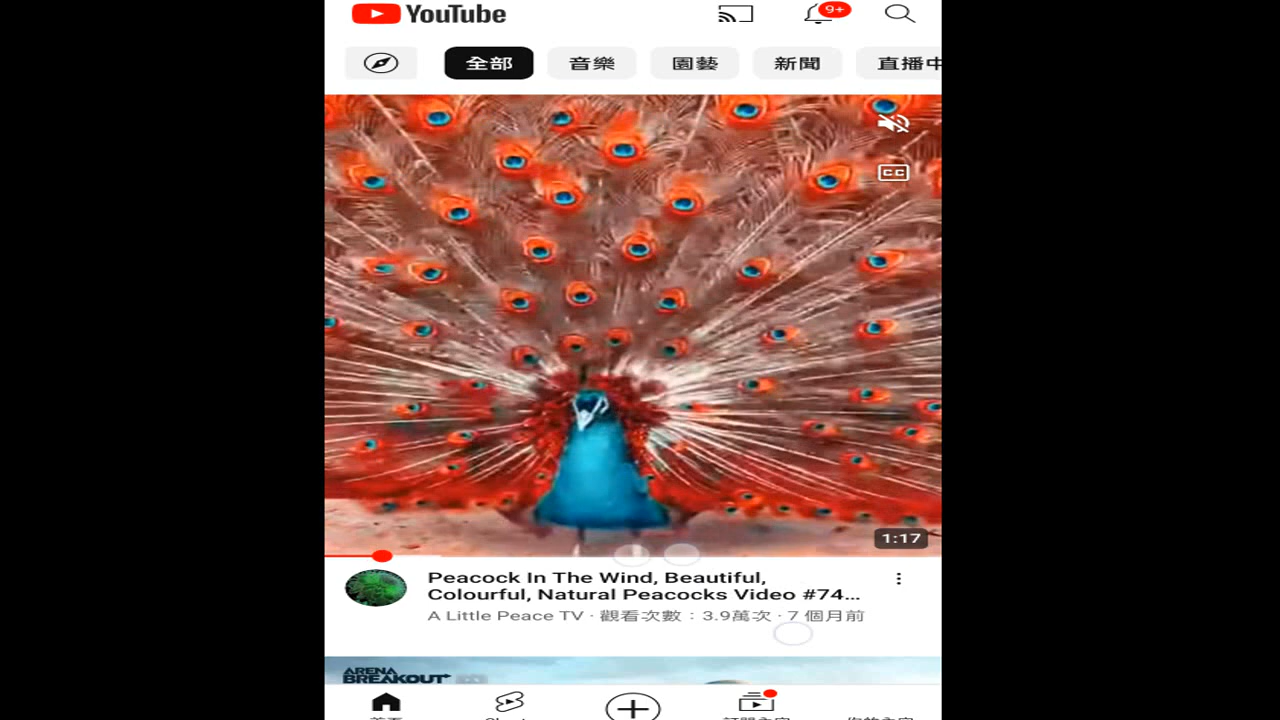 YouTube
9+
全部 音樂 園藝 新聞 直播中
CC
1:17
Peacock In The Wind, Beautiful,
Colourful, Natural Peacocks Video #74...
A Little Peace TV · 觀看次數：3.9萬次 · 7 個月前
ARENA
BREAKOUT